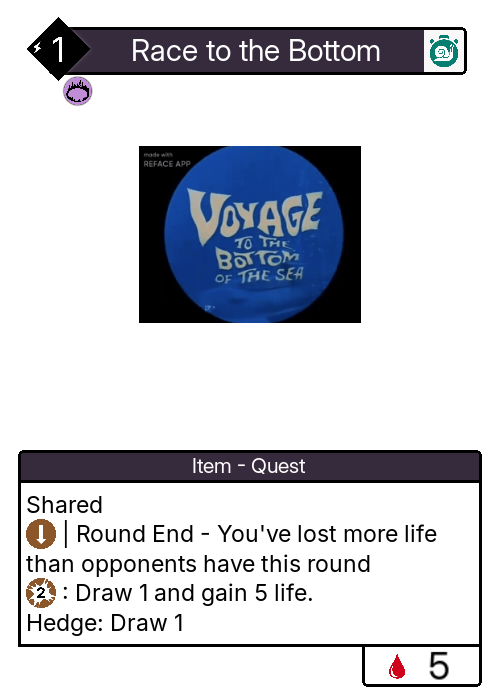 1
Race to the Bottom
made with
REFACE APP
VOYAGE
TO THE
BOTTOM
OF THE SEA
Item - Quest
Shared
| Round End - You've lost more life
than opponents have this round
2 : Draw 1 and gain 5 life.
Hedge: Draw 1
5